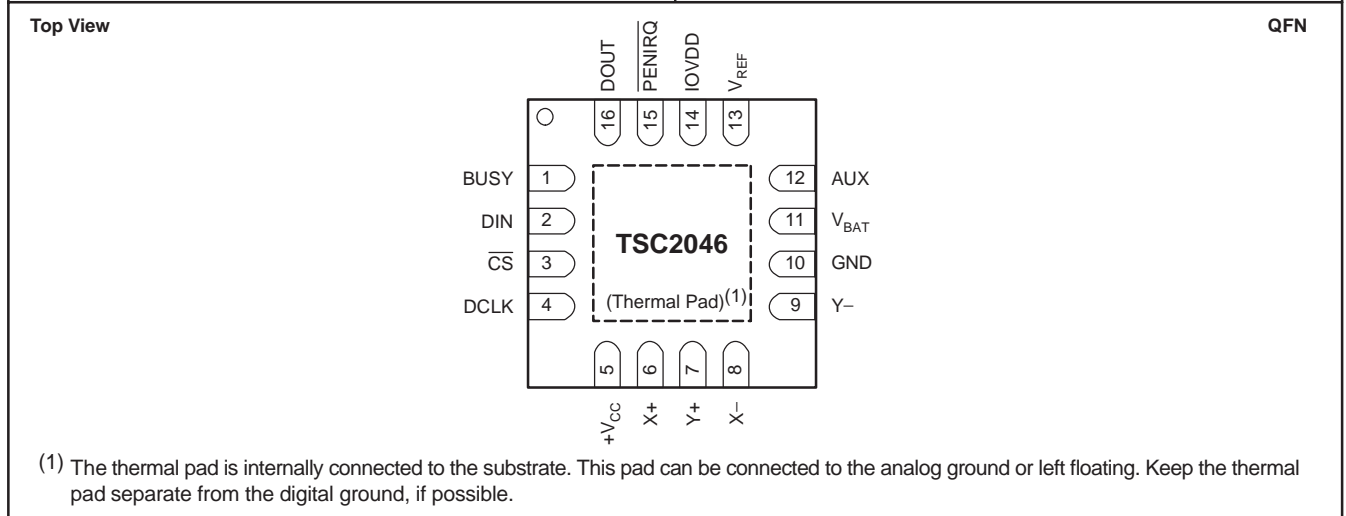 Top View
QFN
DOUT
PENIRQ
IOVDD
VREF
16
15
14
13
BUSY 1
DIN 2
CS 3
DCLK 4
TSC2046
(Thermal Pad)(1)
12 AUX
11 VBAT
10 GND
9 Y–
5
6
7
8
+VCC
X+
Y+
X–
(1) The thermal pad is internally connected to the substrate. This pad can be connected to the analog ground or left floating. Keep the thermal
pad separate from the digital ground, if possible.